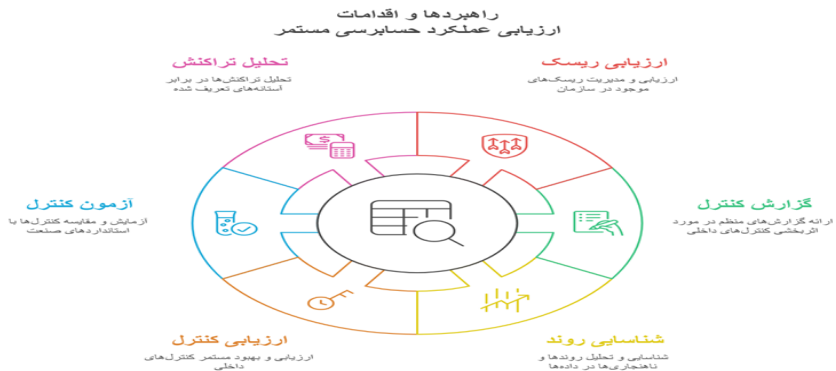 راهبردها و اقدامات
ارزیابی عملکرد حسابرسی مستمر
ارزیابی ریسک
ارزیابی و مدیریت ریسک‌های
موجود در سازمان
تحلیل تراکنش
تحلیل تراکنش‌ها در برابر
آستانه‌های تعریف شده
گزارش کنترل
ارائه گزارش‌های منظم در مورد
اثربخشی کنترل‌های داخلی
آزمون کنترل
آزمایش و مقایسه کنترل‌ها با
استانداردهای صنعت
شناسایی روند
شناسایی و تحلیل روندها و
ناهنجاری‌ها در داده‌ها
ارزیابی کنترل
ارزیابی و بهبود مستمر کنترل‌های
داخلی